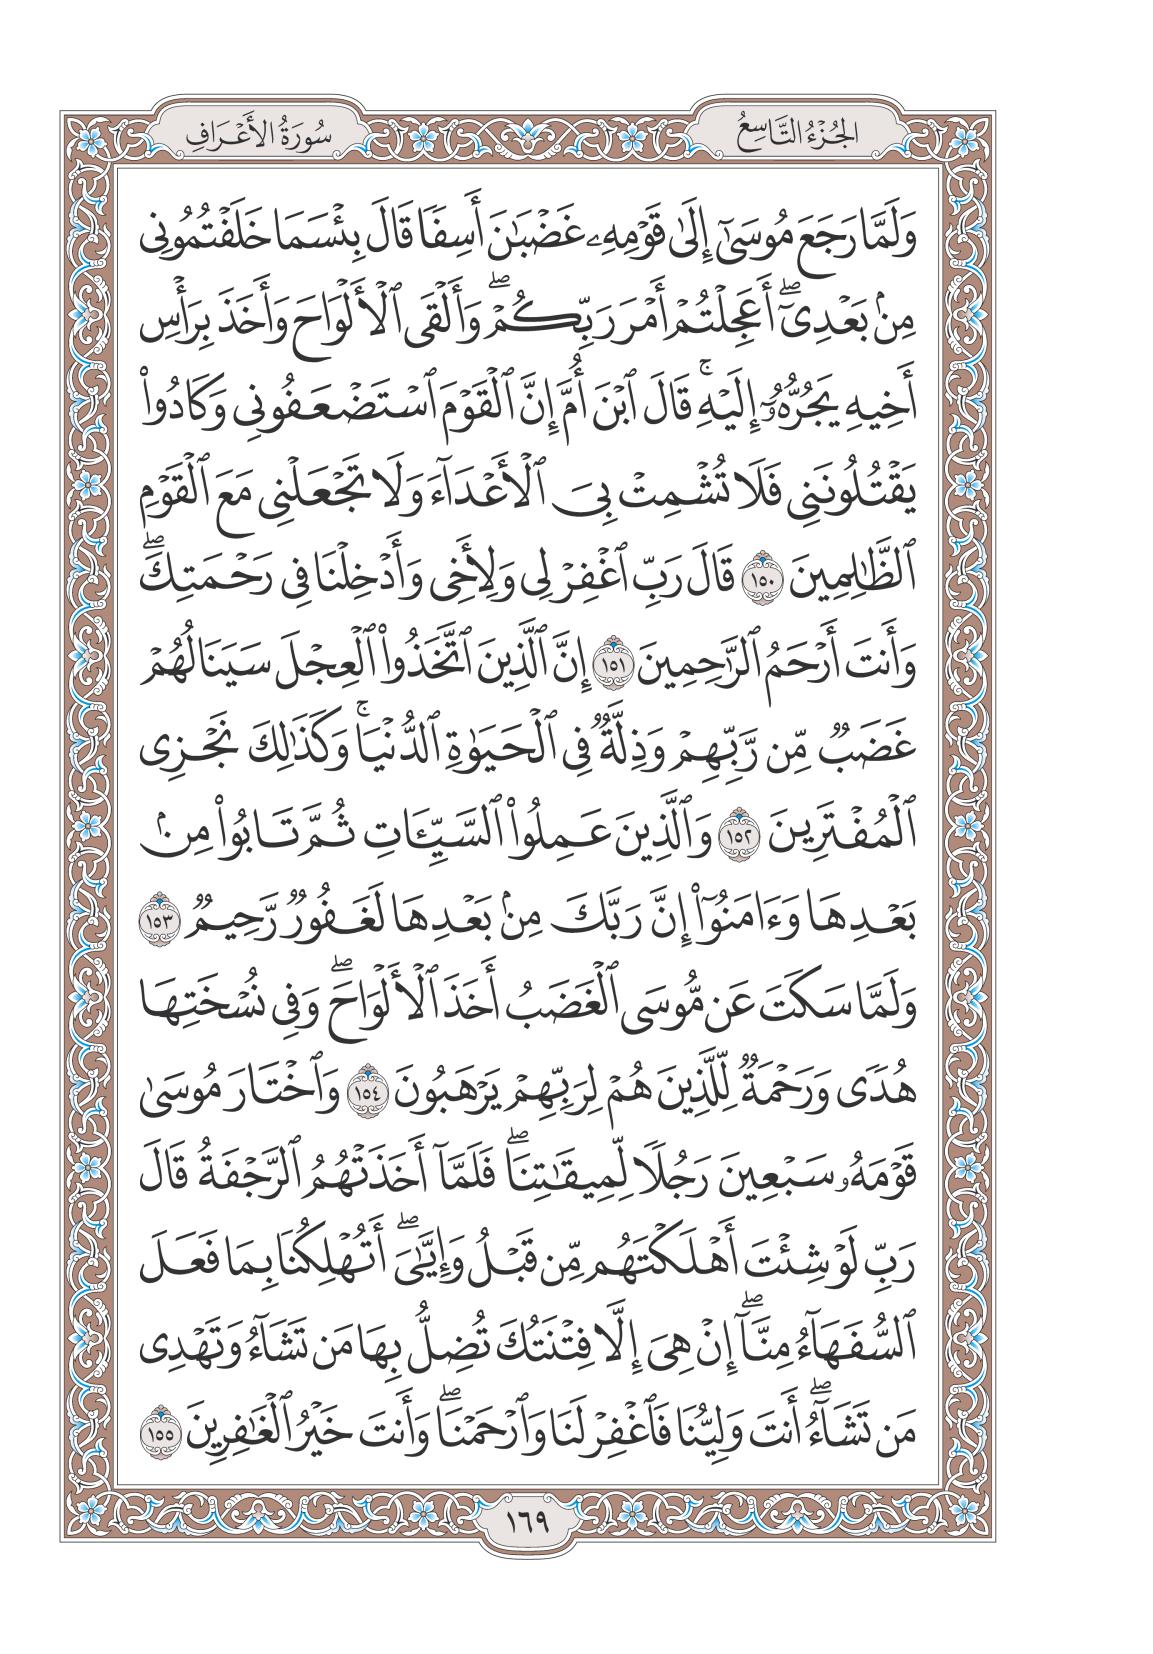 الجُزْءُ التَّاسِعُ
سُورَةُ الأَعْرَافِ
وَلَمَّا رَجَعَ مُوسَىٰٓ إِلَىٰ قَوْمِهِۦ غَضْبَٰنَ أَسِفٗا قَالَ بِئْسَمَا خَلَفْتُمُونِي
مِنۢ بَعْدِيٓۖ أَعَجِلْتُمْ أَمْرَ رَبِّكُمْۖ وَأَلْقَى ٱلْأَلْوَاحَ وَأَخَذَ بِرَأْسِ
أَخِيهِ يَجُرُّهُۥٓ إِلَيْهِۚ قَالَ ٱبْنَ أُمَّ إِنَّ ٱلْقَوْمَ ٱسْتَضْعَفُونِي وَكَادُوا۟
يَقْتُلُونَنِي فَلَا تُشْمِتْ بِيَ ٱلْأَعْدَآءَ وَلَا تَجْعَلْنِي مَعَ ٱلْقَوْمِ
ٱلظَّٰلِمِينَ ١٥٠ قَالَ رَبِّ ٱغْفِرْ لِي وَلِأَخِي وَأَدْخِلْنَا فِي رَحْمَتِكَۖ
وَأَنتَ أَرْحَمُ ٱلرَّٰحِمِينَ ١٥١ إِنَّ ٱلَّذِينَ ٱتَّخَذُوا۟ ٱلْعِجْلَ سَيَنَالُهُمْ
غَضَبٞ مِّن رَّبِّهِمْ وَذِلَّةٞ فِي ٱلْحَيَوٰةِ ٱلدُّنْيَاۚ وَكَذَٰلِكَ نَجْزِي
ٱلْمُفْتَرِينَ ١٥٢ وَٱلَّذِينَ عَمِلُوا۟ ٱلسَّيِّـَٔاتِ ثُمَّ تَابُوا۟ مِنۢ
بَعْدِهَا وَءَامَنُوٓا۟ إِنَّ رَبَّكَ مِنۢ بَعْدِهَا لَغَفُورٞ رَّحِيمٞ ١٥٣
وَلَمَّا سَكَتَ عَن مُّوسَى ٱلْغَضَبُ أَخَذَ ٱلْأَلْوَاحَۖ وَفِي نُسْخَتِهَا
هُدٗى وَرَحْمَةٞ لِّلَّذِينَ هُمْ لِرَبِّهِمْ يَرْهَبُونَ ١٥٤ وَٱخْتَارَ مُوسَىٰ
قَوْمَهُۥ سَبْعِينَ رَجُلٗا لِّمِيقَٰتِنَاۖ فَلَمَّآ أَخَذَتْهُمُ ٱلرَّجْفَةُ قَالَ
رَبِّ لَوْ شِئْتَ أَهْلَكْتَهُم مِّن قَبْلُ وَإِيَّٰيَۖ أَتُهْلِكُنَا بِمَا فَعَلَ
ٱلسُّفَهَآءُ مِنَّآۖ إِنْ هِيَ إِلَّا فِتْنَتُكَ تُضِلُّ بِهَا مَن تَشَآءُ وَتَهْدِي
مَن تَشَآءُۖ أَنتَ وَلِيُّنَا فَٱغْفِرْ لَنَا وَٱرْحَمْنَاۖ وَأَنتَ خَيْرُ ٱلْغَٰفِرِينَ ١٥٥
١٦٩